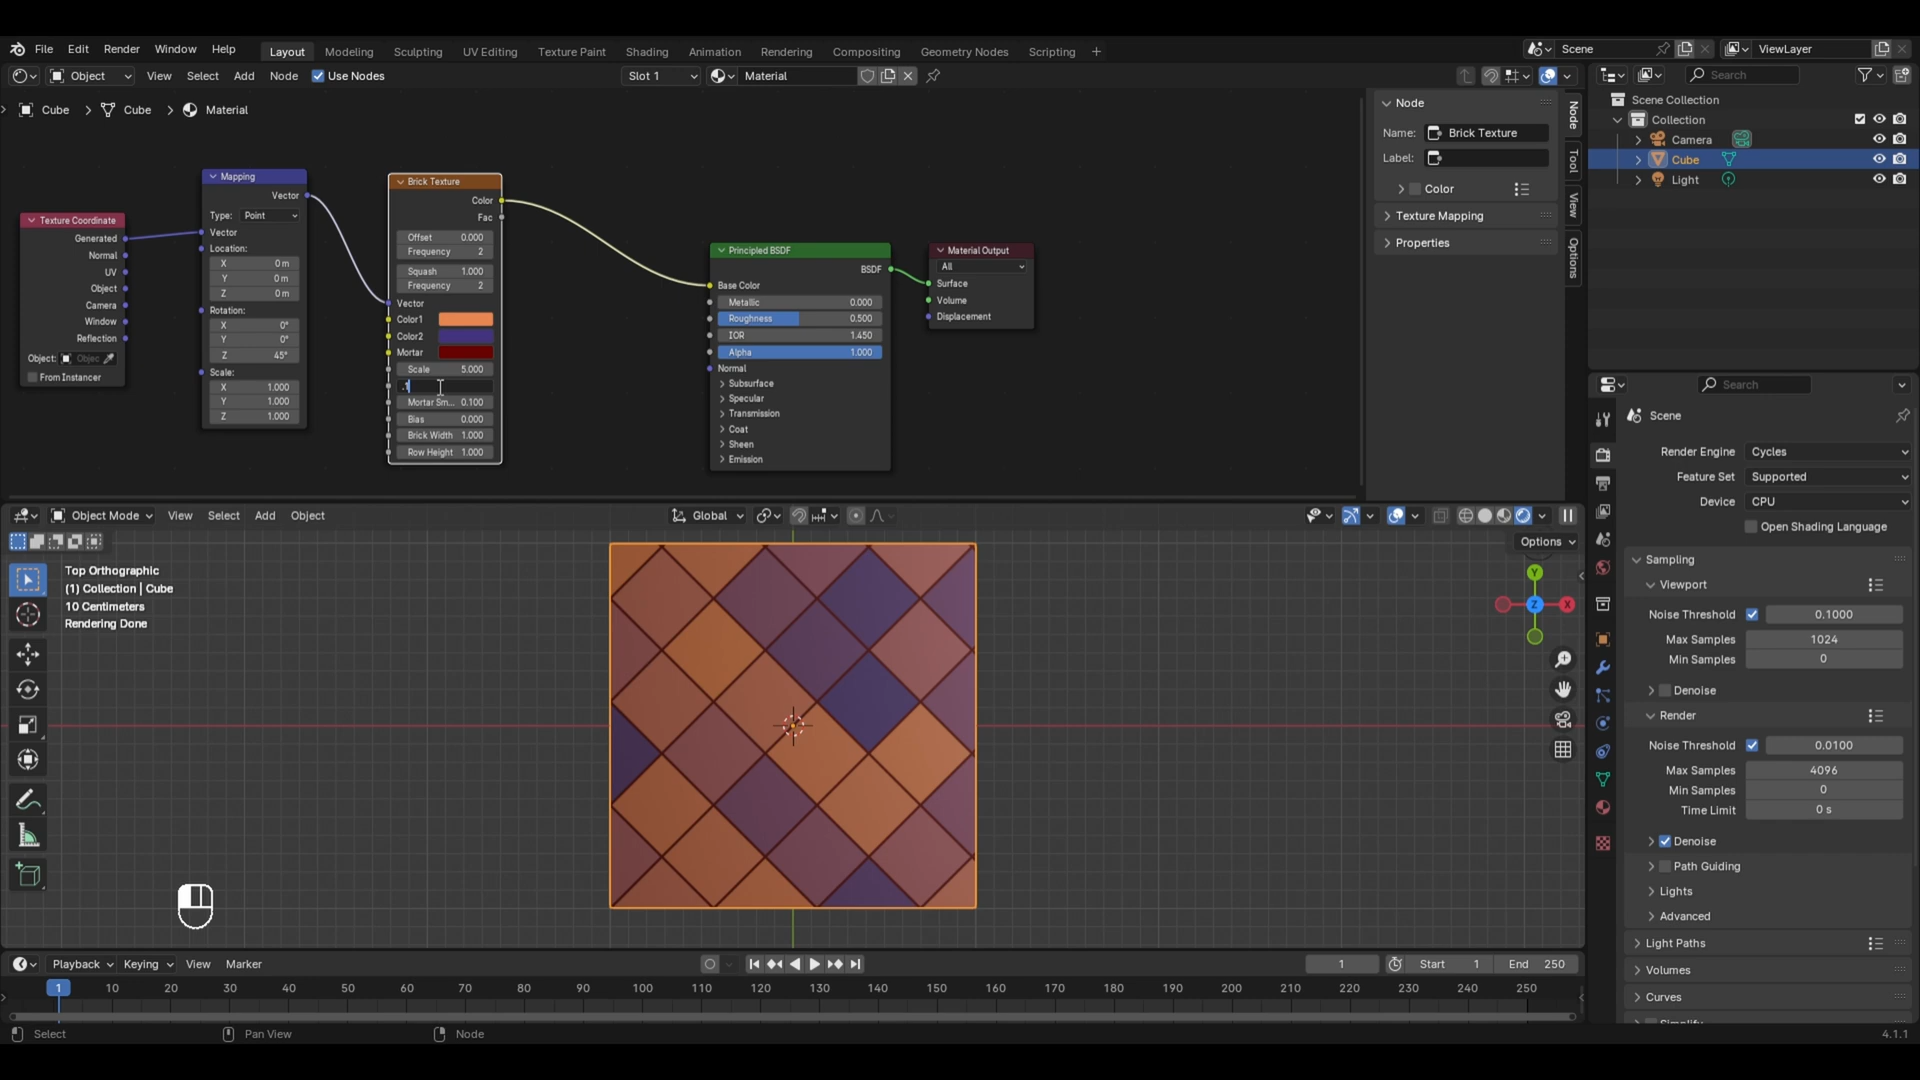 File Edit Render Window Help Layout Modeling Sculpting UV Editing Texture Paint Shading Animation Rendering Compositing Geometry Nodes Scripting + Scene ViewLayer
Object View Select Add Node Use Nodes Slot 1 Material Search
Cube > Cube > Material
Scene Collection
Collection
Camera
Cube
Light
Node
Name: Brick Texture
Label:
Color
Texture Mapping
Properties
Node
Tool
View
Options
Texture Coordinate
Generated
Normal
UV
Object
Camera
Window
Reflection
Object: Objec
From Instancer
Mapping
Vector
Type: Point
Vector
Location:
X 0 m
Y 0 m
Z 0 m
Rotation:
X 0°
Y 0°
Z 45°
Scale:
X 1.000
Y 1.000
Z 1.000
Brick Texture
Color
Fac
Offset 0.000
Frequency 2
Squash 1.000
Frequency 2
Vector
Color1
Color2
Mortar
Scale 5.000
.1
Mortar Sm... 0.100
Bias 0.000
Brick Width 1.000
Row Height 1.000
Principled BSDF
BSDF
Base Color
Metallic 0.000
Roughness 0.500
IOR 1.450
Alpha 1.000
Normal
Subsurface
Specular
Transmission
Coat
Sheen
Emission
Material Output
All
Surface
Volume
Displacement
Object Mode View Select Add Object Global
Options
Top Orthographic
(1) Collection | Cube
10 Centimeters
Rendering Done
Y
Z X
Search
Scene
Render Engine Cycles
Feature Set Supported
Device CPU
Open Shading Language
Sampling
Viewport
Noise Threshold 0.1000
Max Samples 1024
Min Samples 0
Denoise
Render
Noise Threshold 0.0100
Max Samples 4096
Min Samples 0
Time Limit 0 s
Denoise
Path Guiding
Lights
Advanced
Light Paths
Volumes
Curves
Playback Keying View Marker 1 Start 1 End 250
1 10 20 30 40 50 60 70 80 90 100 110 120 130 140 150 160 170 180 190 200 210 220 230 240 250
Select Pan View Node 4.1.1